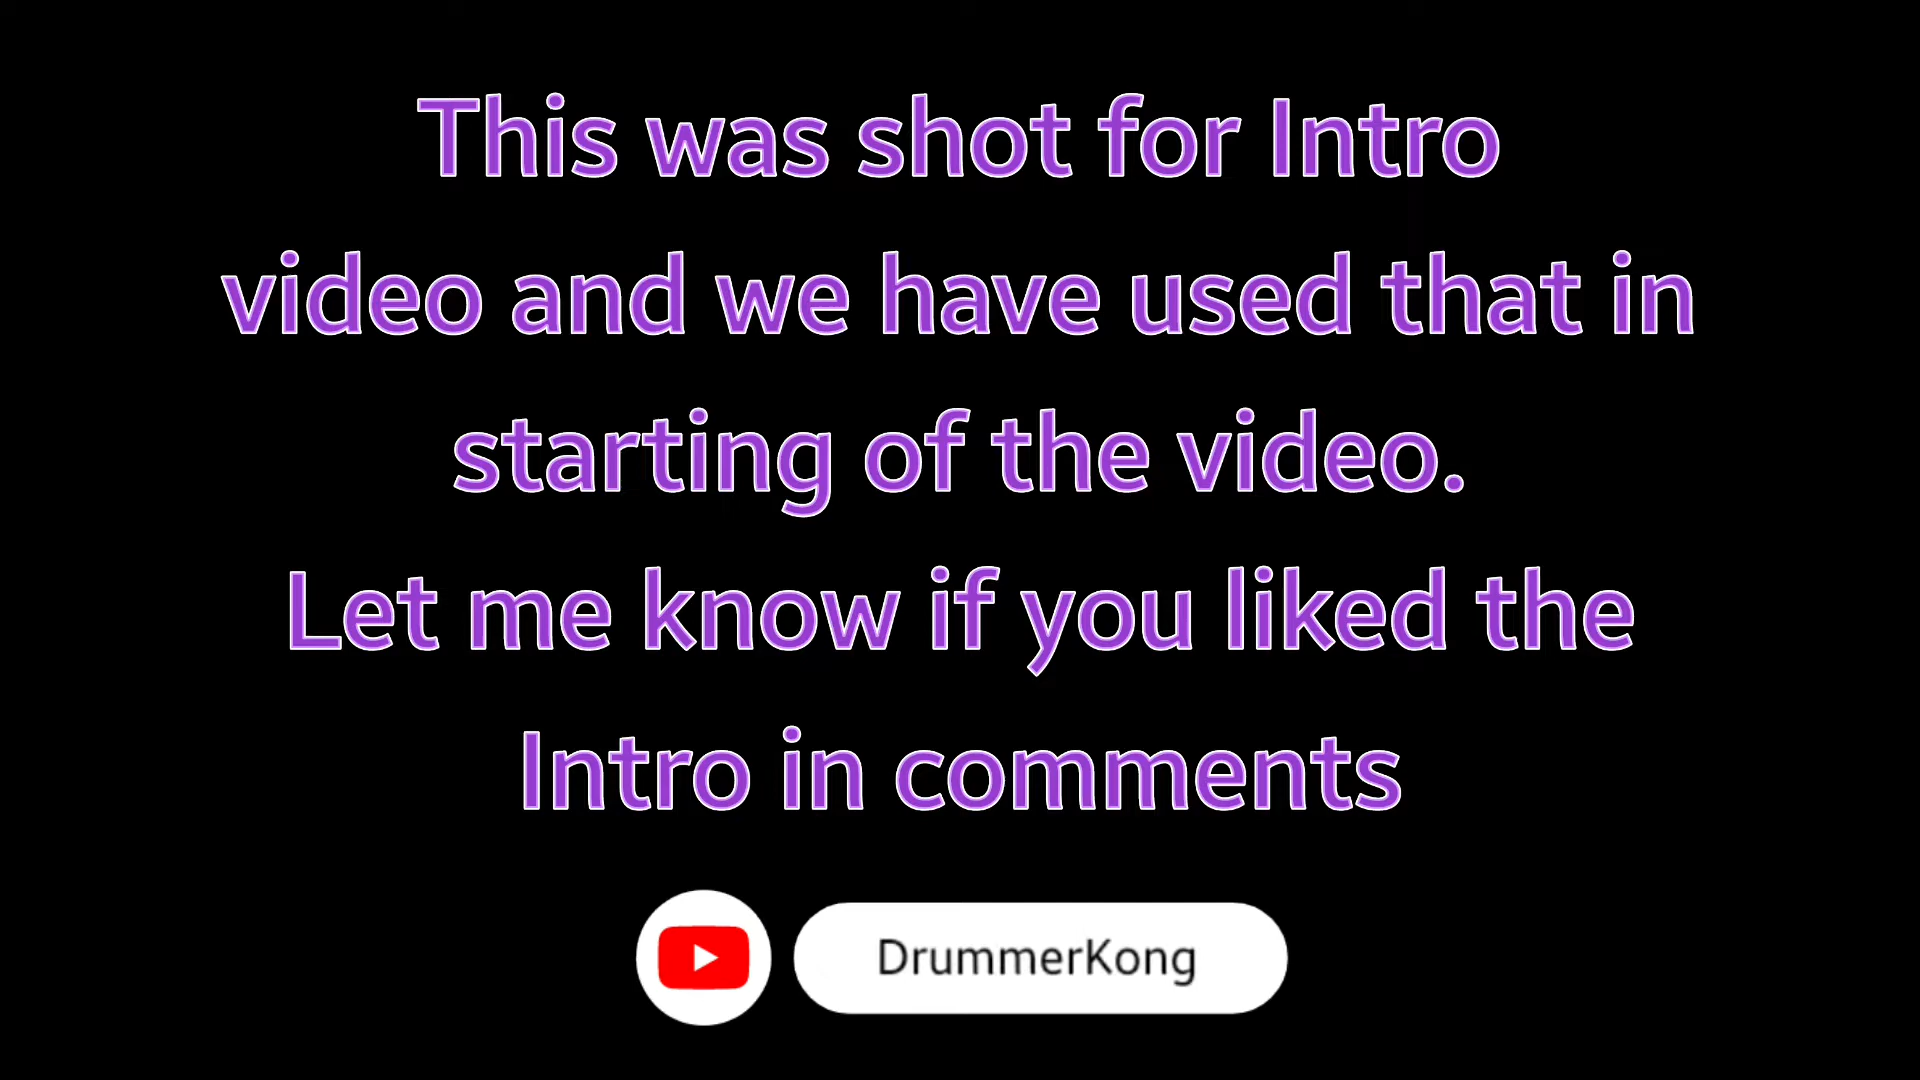 This was shot for Intro
video and we have used that in
starting of the video.
Let me know if you liked the
Intro in comments
DrummerKong